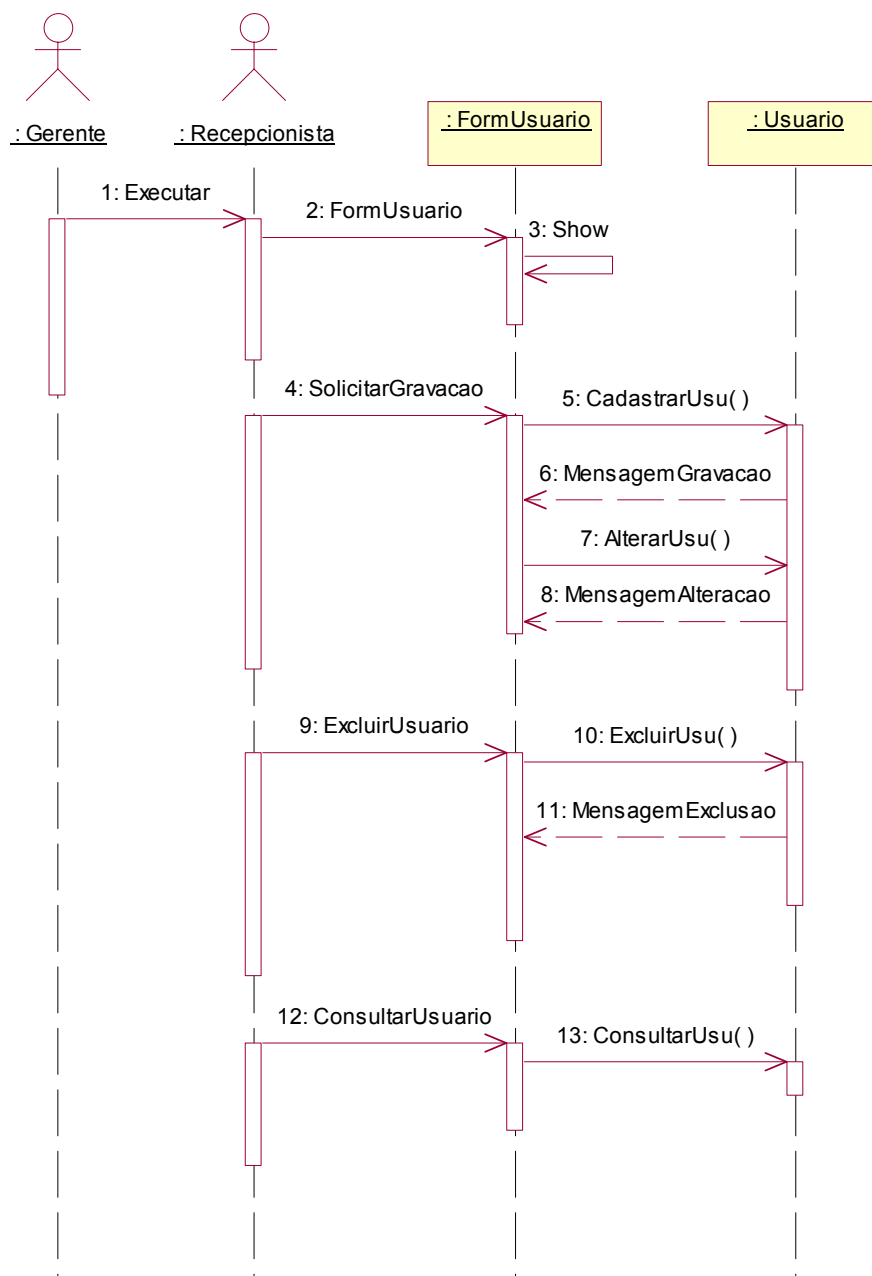 : Gerente
: Recepcionista
: FormUsuario
: Usuario
1: Executar
2: FormUsuario
3: Show
4: SolicitarGravacao
5: CadastrarUsu( )
6: MensagemGravacao
7: AlterarUsu( )
8: MensagemAlteracao
9: ExcluirUsuario
10: ExcluirUsu( )
11: MensagemExclusao
12: ConsultarUsuario
13: ConsultarUsu( )